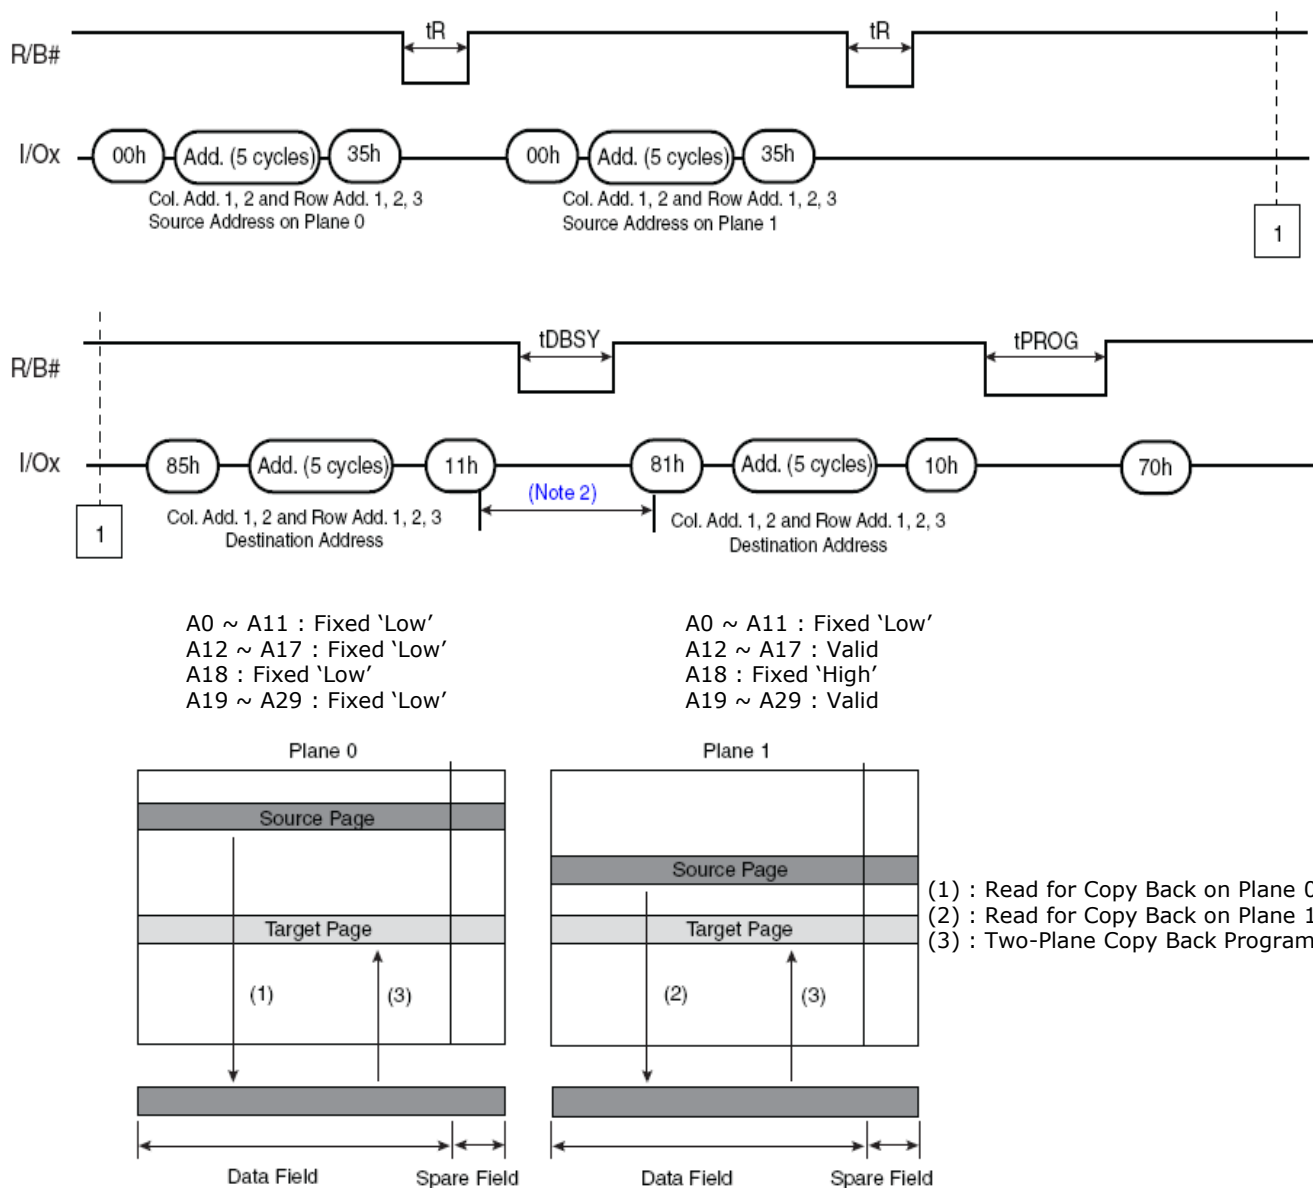 tR
tR
R/B#
I/Ox
00h
Add. (5 cycles)
35h
00h
Add. (5 cycles)
35h
Col. Add. 1, 2 and Row Add. 1, 2, 3
Source Address on Plane 0
Col. Add. 1, 2 and Row Add. 1, 2, 3
Source Address on Plane 1
1
tDBSY
tPROG
R/B#
I/Ox
85h
Add. (5 cycles)
11h
81h
Add. (5 cycles)
10h
70h
(Note 2)
Col. Add. 1, 2 and Row Add. 1, 2, 3
Destination Address
Col. Add. 1, 2 and Row Add. 1, 2, 3
Destination Address
1
A0 ~ A11 : Fixed ‘Low’
A12 ~ A17 : Fixed ‘Low’
A18 : Fixed ‘Low’
A19 ~ A29 : Fixed ‘Low’
A0 ~ A11 : Fixed ‘Low’
A12 ~ A17 : Valid
A18 : Fixed ‘High’
A19 ~ A29 : Valid
Plane 0
Source Page
Target Page
(1)
(3)
Data Field
Spare Field
Plane 1
Source Page
Target Page
(2)
(3)
Data Field
Spare Field
(1) : Read for Copy Back on Plane 0
(2) : Read for Copy Back on Plane 1
(3) : Two-Plane Copy Back Program